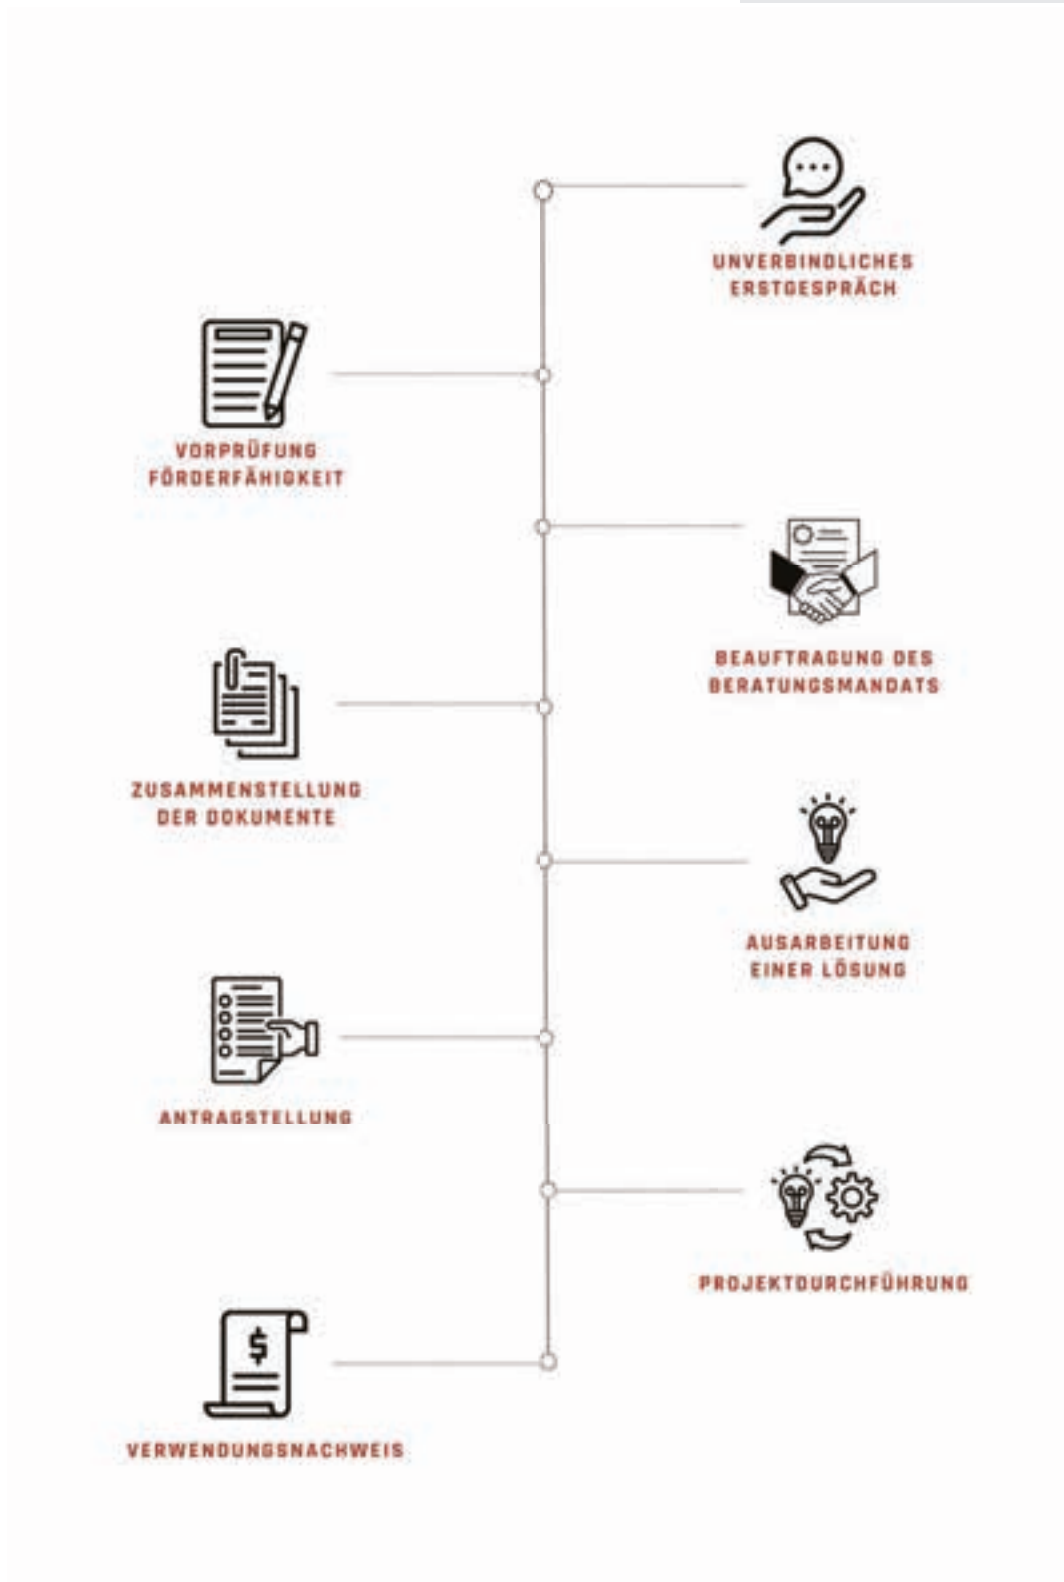 UNVERBINDLICHES
ERSTGESPRÄCH
VORPRÜFUNG
FÖRDERFÄHIGKEIT
BEAUFTRAGUNG DES
BERATUNGSMANDATS
ZUSAMMENSTELLUNG
DER DOKUMENTE
AUSARBEITUNG
EINER LÖSUNG
ANTRAGSTELLUNG
PROJEKTDURCHFÜHRUNG
$
VERWENDUNGSNACHWEIS